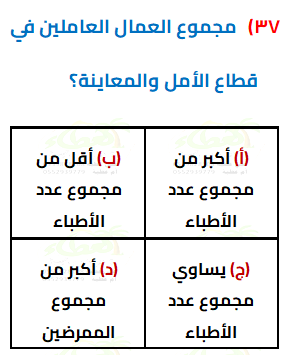 ٣٧) مجموع العمال العاملين في
قطاع الأمل والمعاينة؟
(أ) أكبر من
مجموع عدد
الأطباء
(ب) أقل من
مجموع عدد
الأطباء
(ج) يساوي
مجموع عدد
الأطباء
(د) أكبر من
مجموع
الممرضين